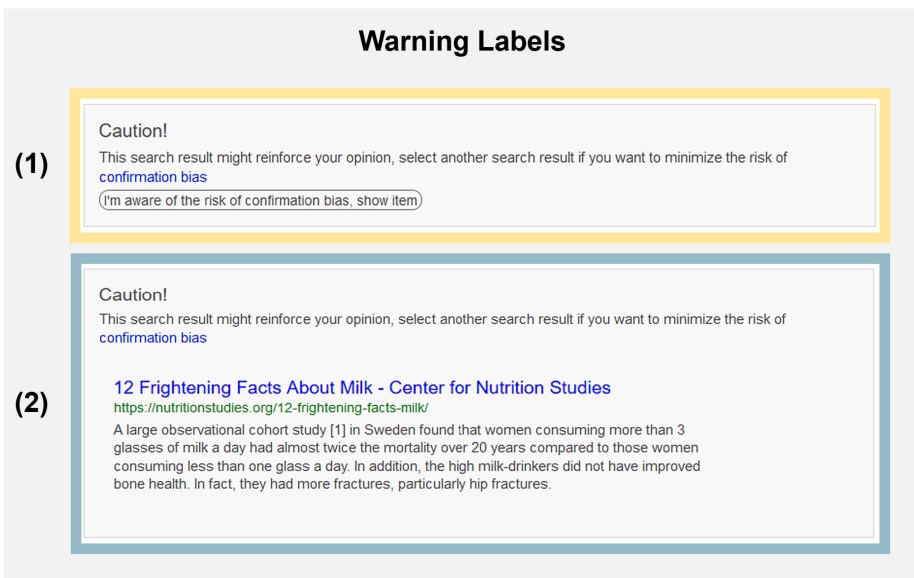 Warning Labels
(1)
Caution!
This search result might reinforce your opinion, select another search result if you want to minimize the risk of
confirmation bias
I'm aware of the risk of confirmation bias, show item
(2)
Caution!
This search result might reinforce your opinion, select another search result if you want to minimize the risk of
confirmation bias
12 Frightening Facts About Milk - Center for Nutrition Studies
https://nutritionstudies.org/12-frightening-facts-milk/
A large observational cohort study [1] in Sweden found that women consuming more than 3
glasses of milk a day had almost twice the mortality over 20 years compared to those women
consuming less than one glass a day. In addition, the high milk-drinkers did not have improved
bone health. In fact, they had more fractures, particularly hip fractures.